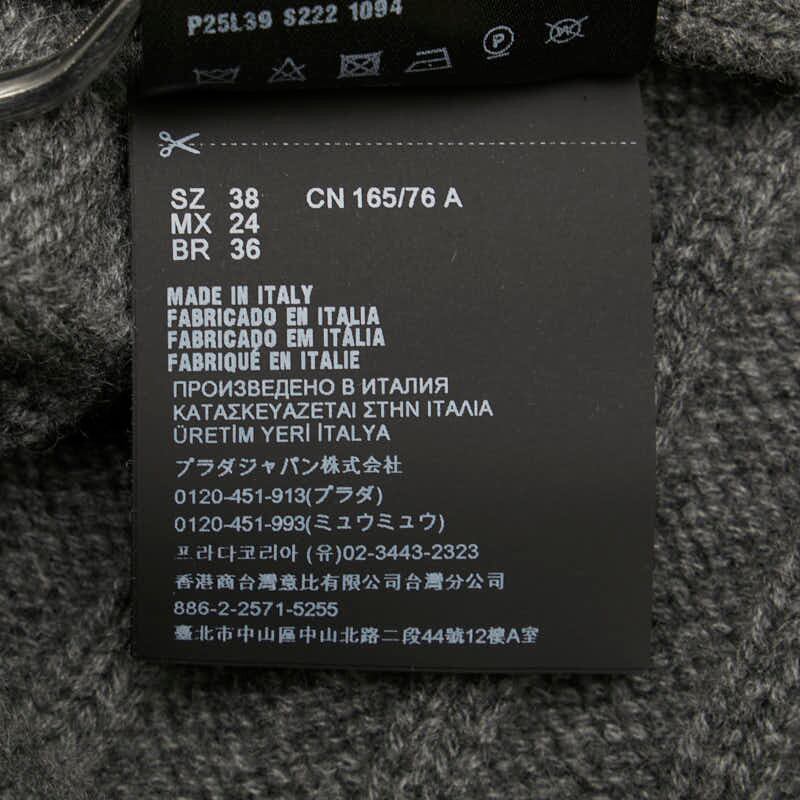 P25L39 S222 1094
SZ 38 CN 165/76 A
MX 24
BR 36
MADE IN ITALY
FABRICADO EN ITALIA
FABRICADO EM ITÁLIA
FABRIQUÉ EN ITALIE
ПРОИЗВЕДЕНО В ИТАЛИЯ
ΚΑΤΑΣΚΕΥΑΖΕΤΑΙ ΣΤΗΝ ΙΤΑΛΙΑ
ÜRETİM YERİ İTALYA
プラダジャパン株式会社
0120-451-913(プラダ)
0120-451-993(ミュウミュウ)
프라다코리아 (유)02-3443-2323
香港商台灣意比有限公司台灣分公司
886-2-2571-5255
臺北市中山區中山北路二段44號12樓A室